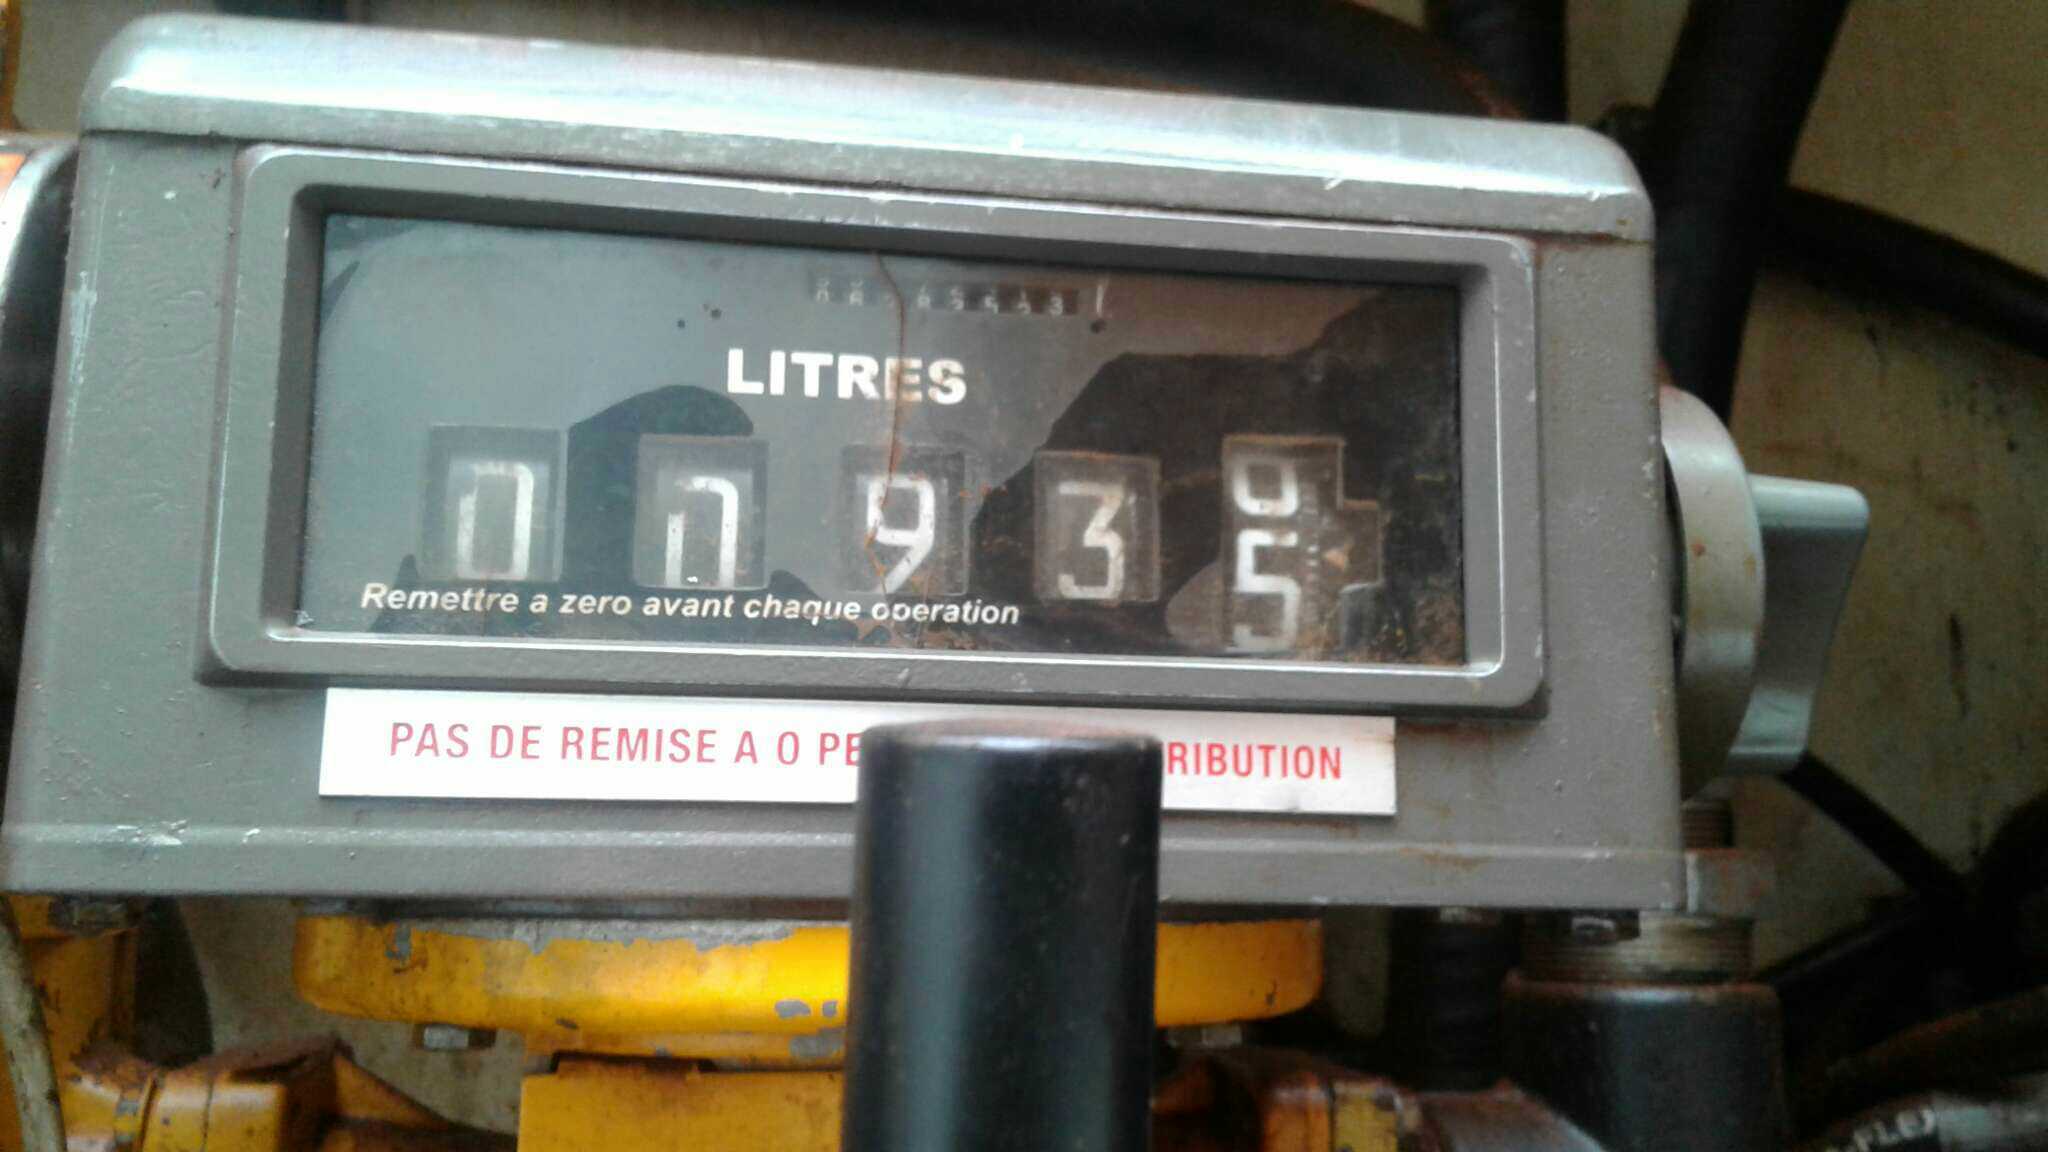 LITRES
0 0 9 3 5
Remettre a zero avant chaque operation
PAS DE REMISE A 0 PE RIBUTION